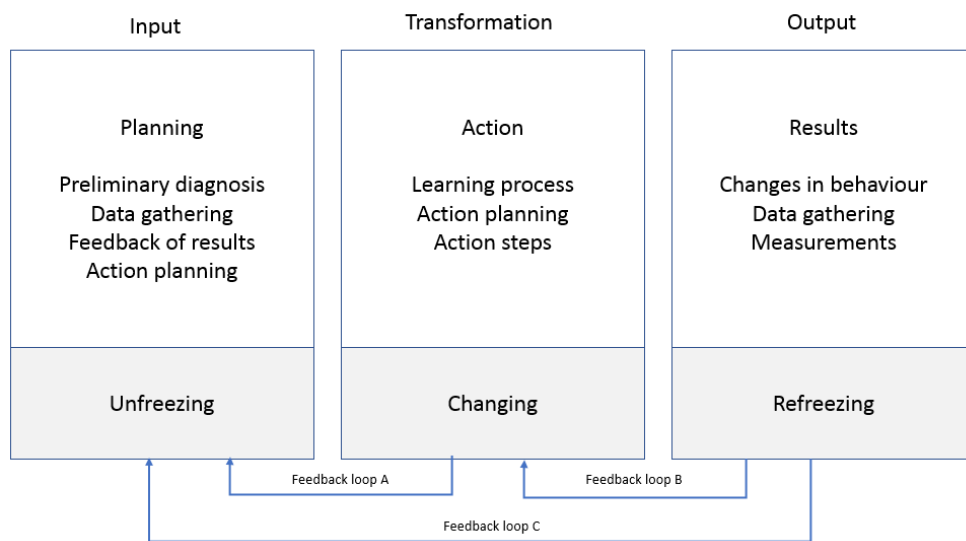 Input
Transformation
Output
Planning
Preliminary diagnosis
Data gathering
Feedback of results
Action planning
Unfreezing
Action
Learning process
Action planning
Action steps
Changing
Results
Changes in behaviour
Data gathering
Measurements
Refreezing
Feedback loop A
Feedback loop B
Feedback loop C